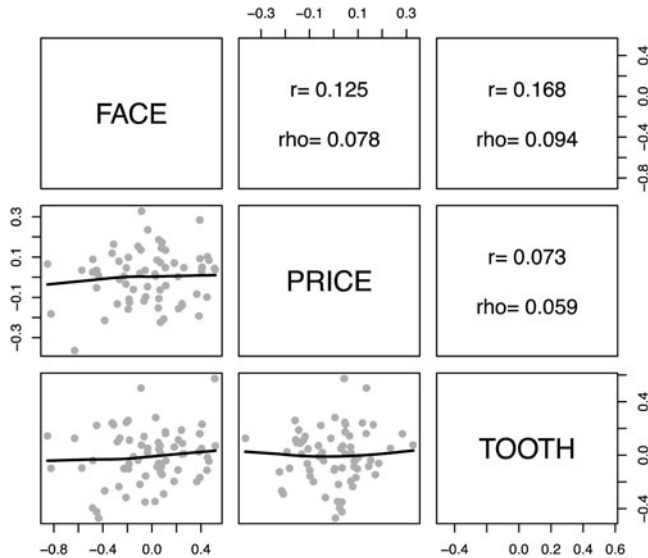 −0.3 −0.1 0.1 0.3
FACE
r= 0.125
rho= 0.078
r= 0.168
rho= 0.094
0.4
0.0
−0.4
−0.8
0.3
0.1
−0.1
−0.3
PRICE
r= 0.073
rho= 0.059
TOOTH
0.4
0.0
−0.4
−0.8 −0.4 0.0 0.4
−0.4 0.0 0.2 0.4 0.6